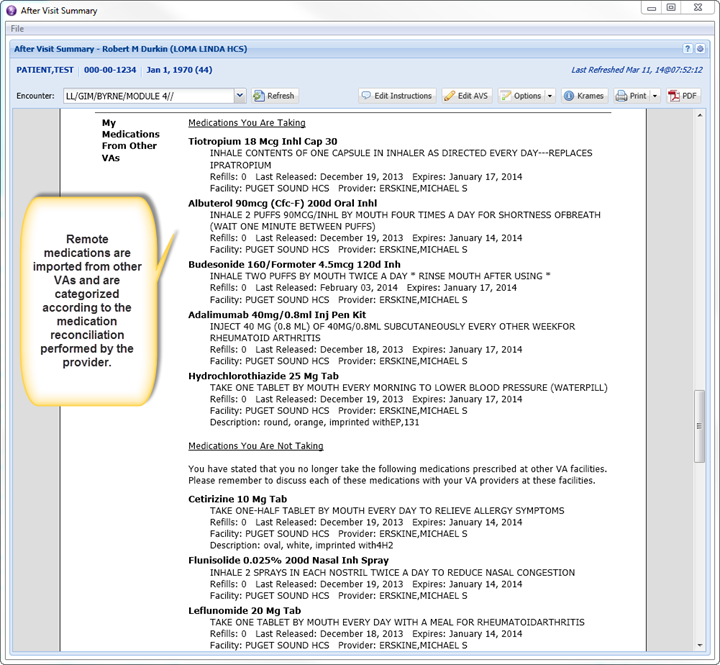 After Visit Summary
File
After Visit Summary - Robert M Durkin (LOMA LINDA HCS)
?
PATIENT,TEST 000-00-1234 Jan 1, 1970 (44)
Last Refreshed Mar 11, 14@07:52:12
Encounter: LL/GIM/BYRNE/MODULE 4// Refresh Edit Instructions Edit AVS Options Krames Print PDF
My
Medications
From Other
VAs
Medications You Are Taking
Tiotropium 18 Mcg Inhl Cap 30
INHALE CONTENTS OF ONE CAPSULE IN INHALER AS DIRECTED EVERY DAY---REPLACES
IPRATROPIUM
Refills: 0 Last Released: December 19, 2013 Expires: January 17, 2014
Facility: PUGET SOUND HCS Provider: ERSKINE,MICHAEL S
Albuterol 90mcg (Cfc-F) 200d Oral Inhl
INHALE 2 PUFFS 90MCG/INHL BY MOUTH FOUR TIMES A DAY FOR SHORTNESS OFBREATH
(WAIT ONE MINUTE BETWEEN PUFFS)
Refills: 0 Last Released: December 19, 2013 Expires: January 14, 2014
Facility: PUGET SOUND HCS Provider: ERSKINE,MICHAEL S
Budesonide 160/Formoter 4.5mcg 120d Inh
INHALE TWO PUFFS BY MOUTH TWICE A DAY * RINSE MOUTH AFTER USING *
Refills: 0 Last Released: February 03, 2014 Expires: January 17, 2014
Facility: PUGET SOUND HCS Provider: ERSKINE,MICHAEL S
Adalimumab 40mg/0.8ml Inj Pen Kit
INJECT 40 MG (0.8 ML) OF 40MG/0.8ML SUBCUTANEOUSLY EVERY OTHER WEEKFOR
RHEUMATOID ARTHRITIS
Refills: 0 Last Released: December 18, 2013 Expires: January 17, 2014
Facility: PUGET SOUND HCS Provider: ERSKINE,MICHAEL S
Hydrochlorothiazide 25 Mg Tab
TAKE ONE TABLET BY MOUTH EVERY MORNING TO LOWER BLOOD PRESSURE (WATERPILL)
Refills: 0 Last Released: December 19, 2013 Expires: January 17, 2014
Facility: PUGET SOUND HCS Provider: ERSKINE,MICHAEL S
Description: round, orange, imprinted withEP,131
Medications You Are Not Taking
You have stated that you no longer take the following medications prescribed at other VA facilities.
Please remember to discuss each of these medications with your VA providers at these facilities.
Cetirizine 10 Mg Tab
TAKE ONE-HALF TABLET BY MOUTH EVERY DAY TO RELIEVE ALLERGY SYMPTOMS
Refills: 0 Last Released: December 19, 2013 Expires: January 14, 2014
Facility: PUGET SOUND HCS Provider: ERSKINE,MICHAEL S
Description: oval, white, imprinted with4H2
Flunisolide 0.025% 200d Nasal Inh Spray
INHALE 2 SPRAYS IN EACH NOSTRIL TWICE A DAY TO REDUCE NASAL CONGESTION
Refills: 0 Last Released: December 19, 2013 Expires: January 14, 2014
Facility: PUGET SOUND HCS Provider: ERSKINE,MICHAEL S
Leflunomide 20 Mg Tab
TAKE ONE TABLET BY MOUTH EVERY DAY WITH A MEAL FOR RHEUMATOIDARTHRITIS
Refills: 0 Last Released: December 18, 2013 Expires: January 14, 2014
Facility: PUGET SOUND HCS Provider: ERSKINE,MICHAEL S
Remote
medications are
imported from other
VAs and are
categorized
according to the
medication
reconciliation
performed by the
provider.